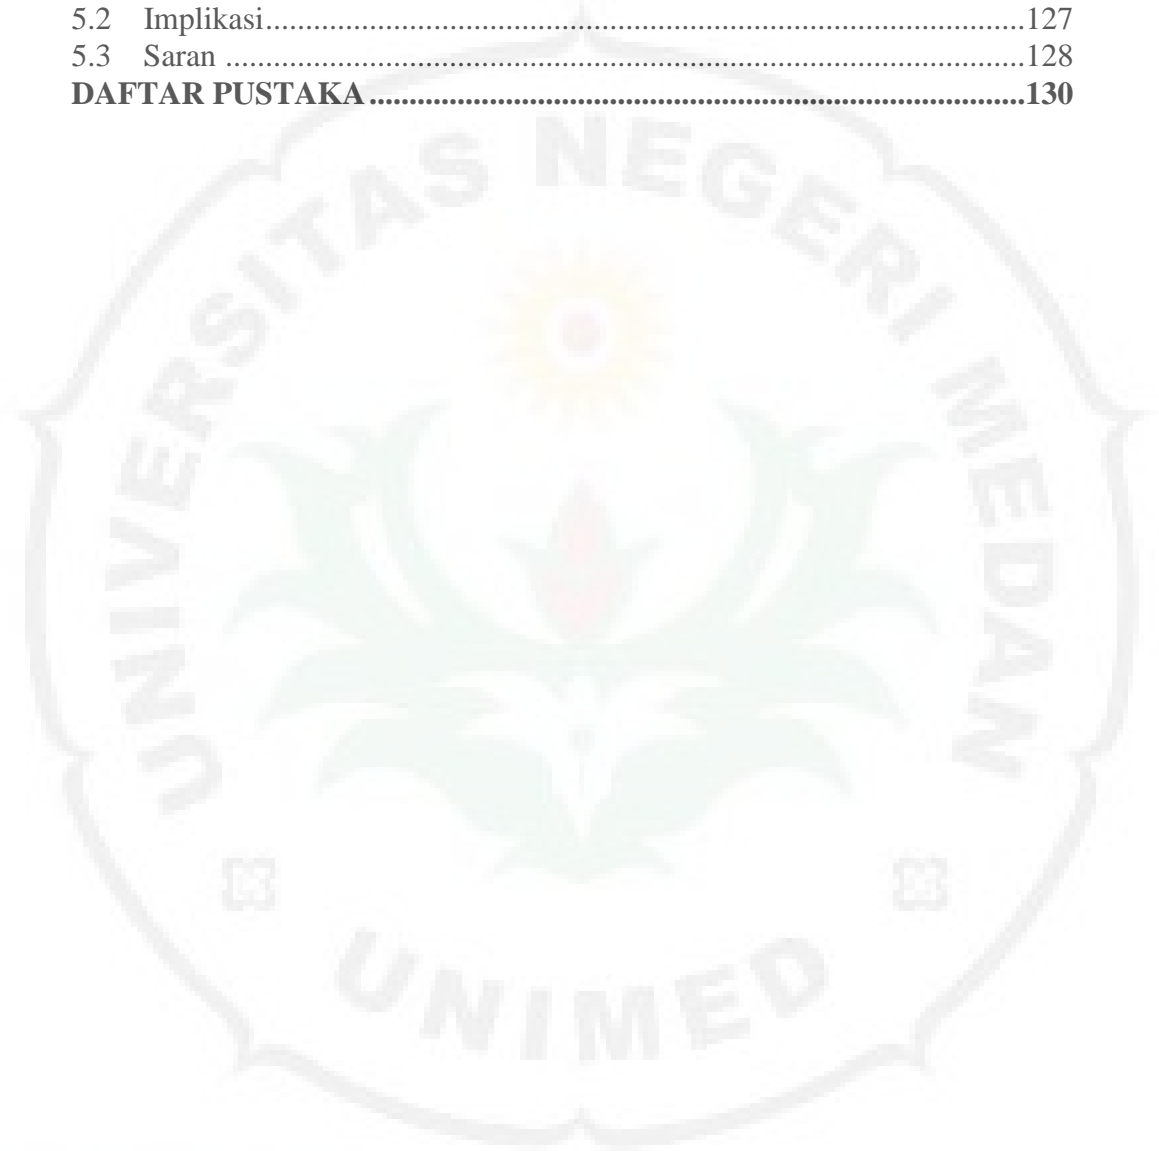 5.2 Implikasi...............................................................................................127
5.3 Saran ....................................................................................................128
DAFTAR PUSTAKA..................................................................................130
UNIVERSITAS NEGERI MEDAN
UNIMED